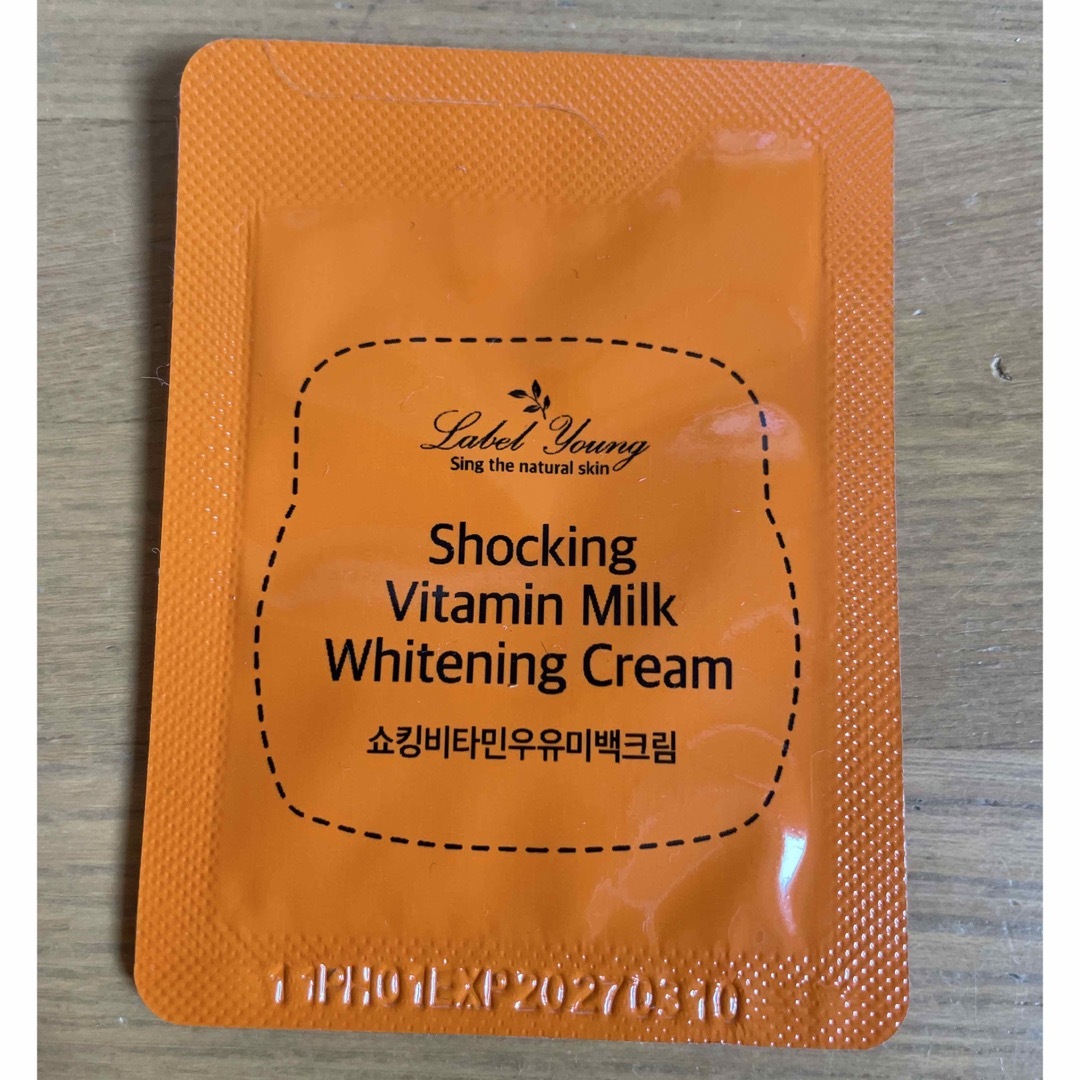 Label Young
Sing the natural skin
Shocking
Vitamin Milk
Whitening Cream
쇼킹비타민우유미백크림
11PH01EXP20270310